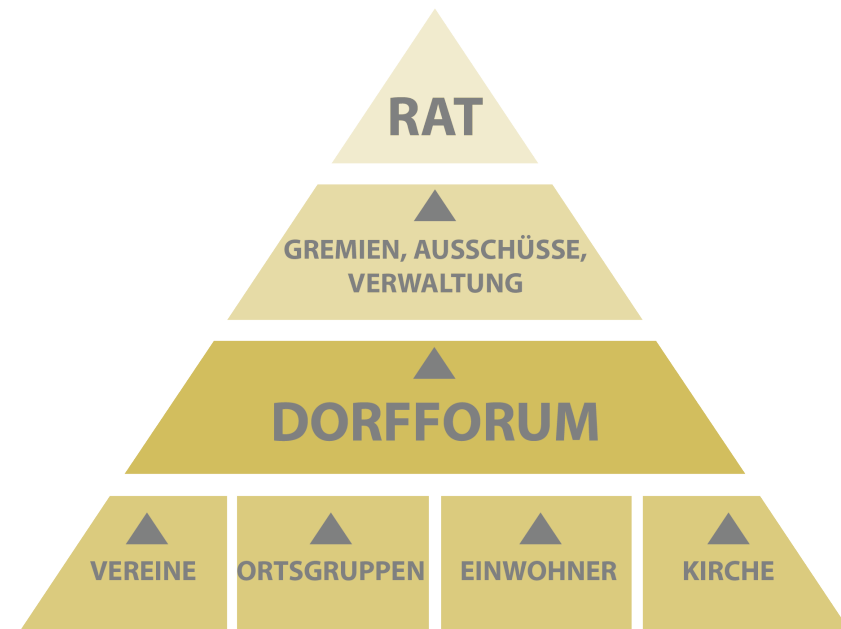 RAT
GREMIEN, AUSSCHÜSSE,
VERWALTUNG
DORFFORUM
VEREINE
ORTSGRUPPEN
EINWOHNER
KIRCHE